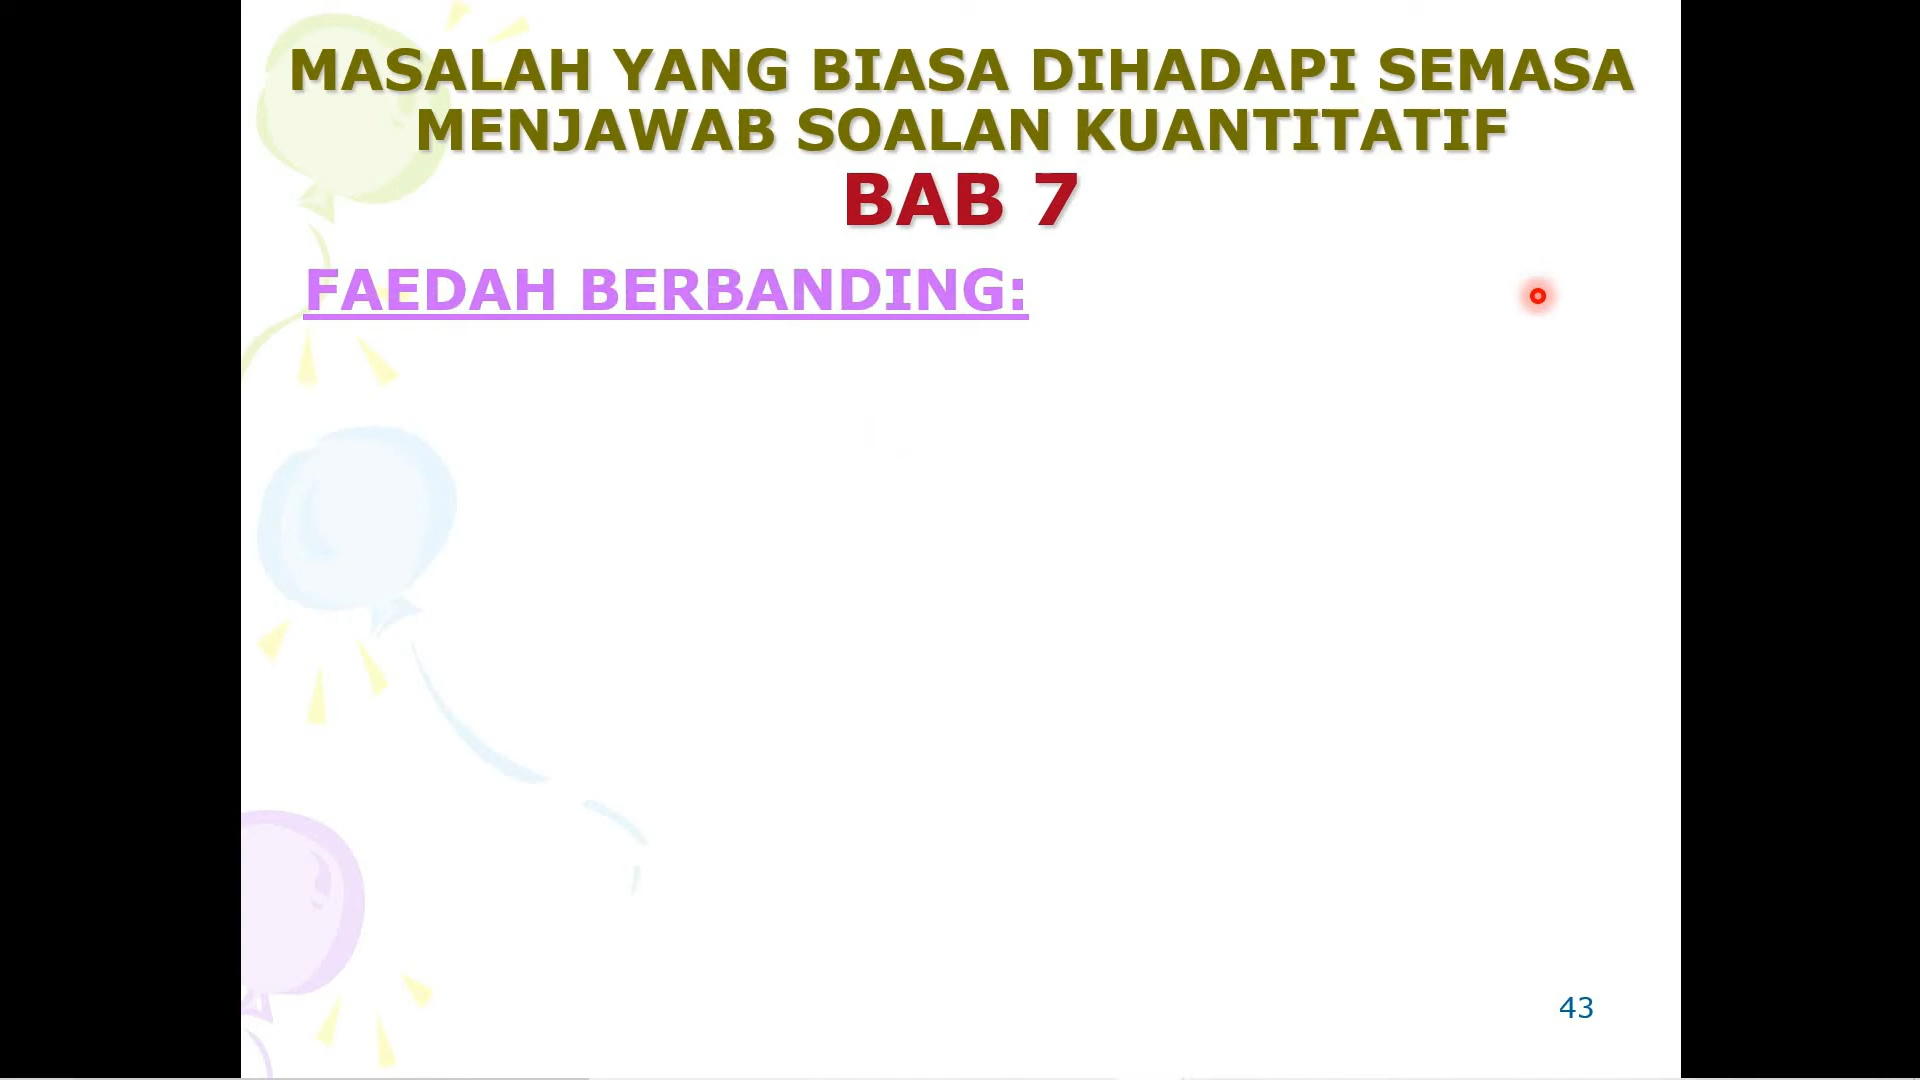 MASALAH YANG BIASA DIHADAPI SEMASA
MENJAWAB SOALAN KUANTITATIF
BAB 7
FAEDAH BERBANDING:
43